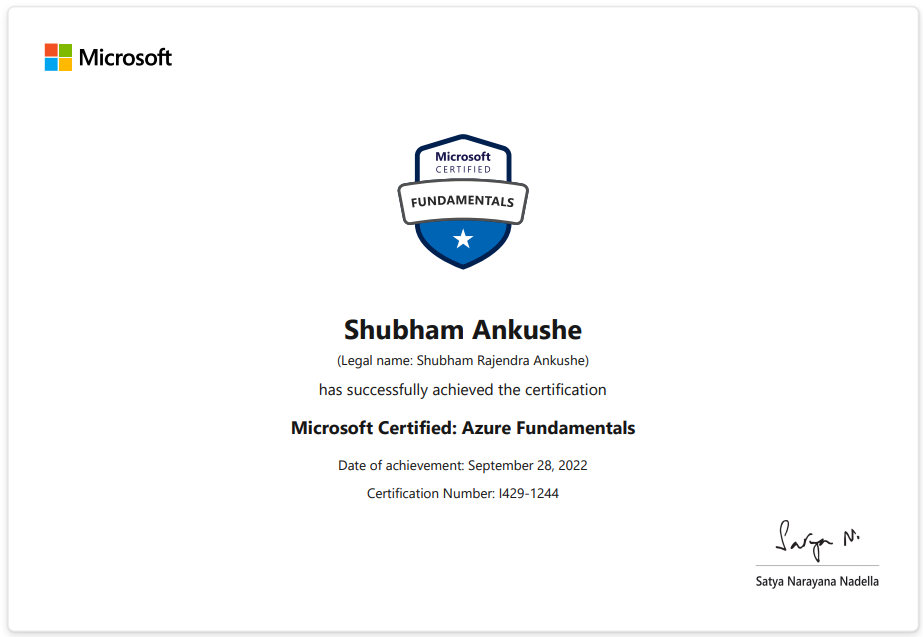 Microsoft
Microsoft
CERTIFIED
FUNDAMENTALS
Shubham Ankushe
(Legal name: Shubham Rajendra Ankushe)
has successfully achieved the certification
Microsoft Certified: Azure Fundamentals
Date of achievement: September 28, 2022
Certification Number: I429-1244
Satya N.
Satya Narayana Nadella